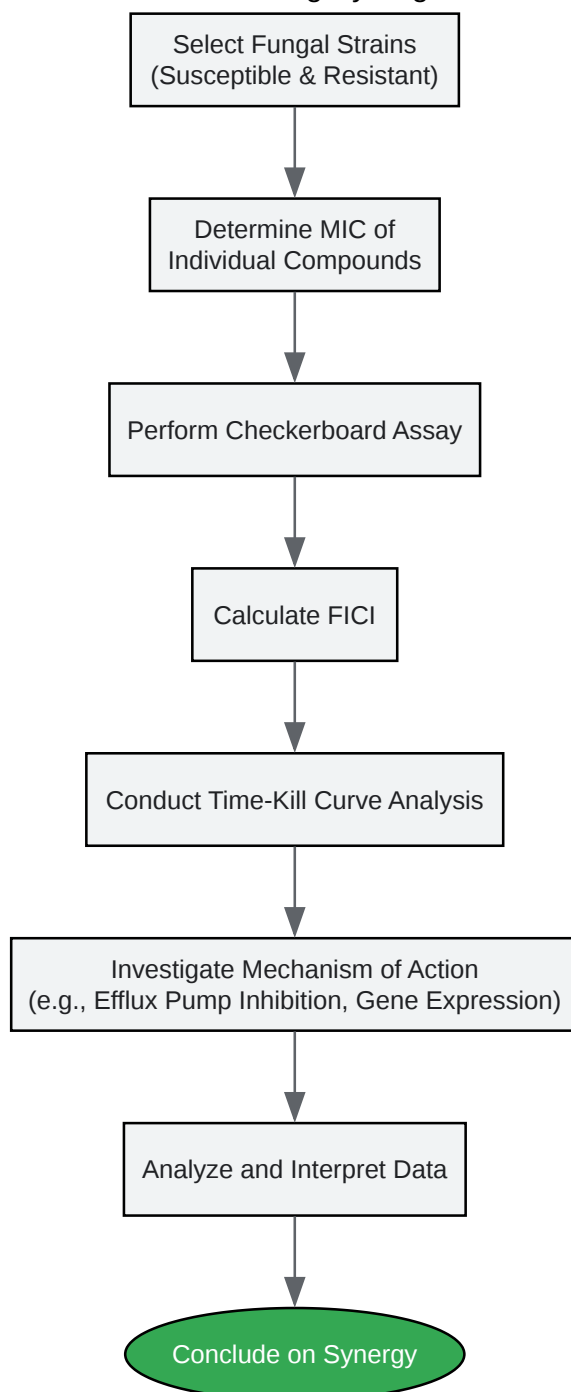 Select Fungal Strains
(Susceptible & Resistant)
Determine MIC of
Individual Compounds
Perform Checkerboard Assay
Calculate FICI
Conduct Time-Kill Curve Analysis
Investigate Mechanism of Action
(e.g., Efflux Pump Inhibition, Gene Expression)
Analyze and Interpret Data
Conclude on Synergy